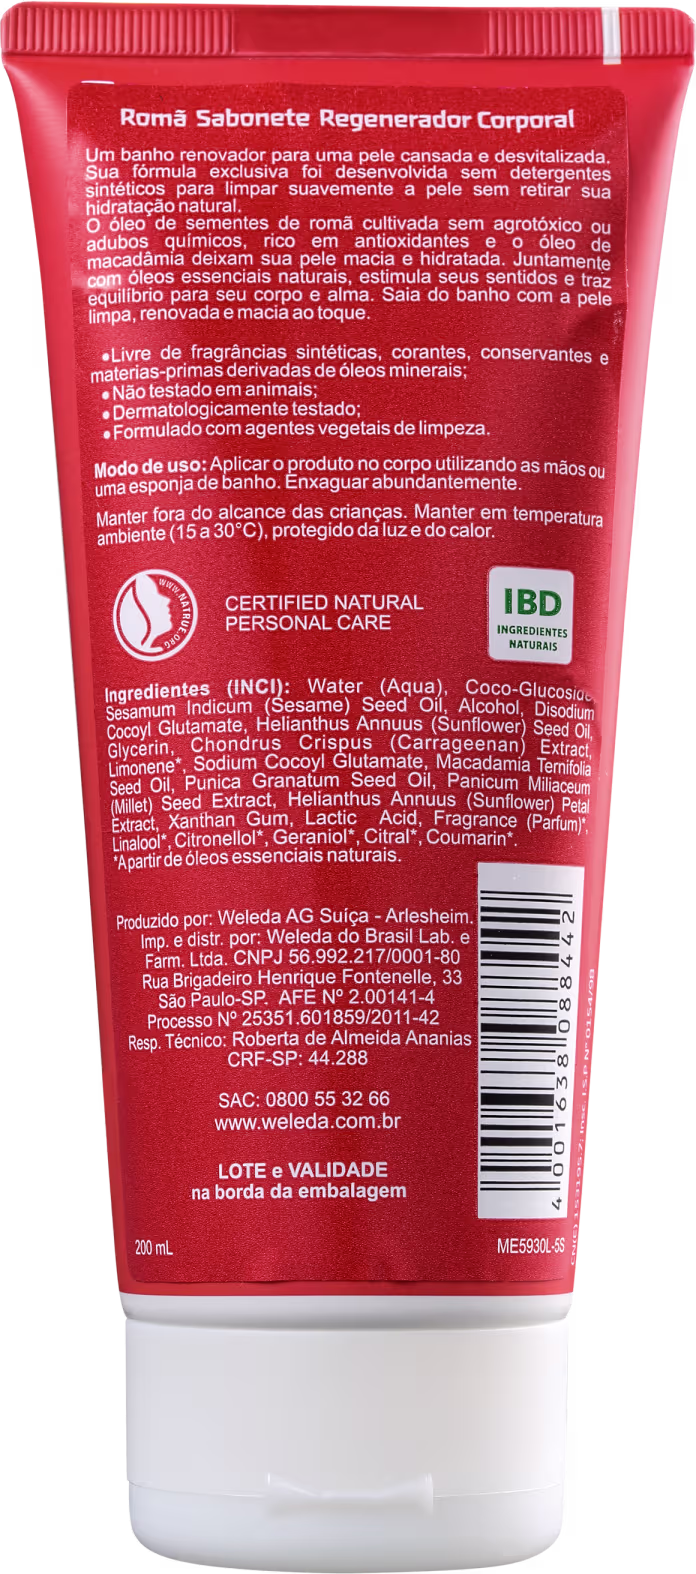 Romã Sabonete Regenerador Corporal
Um banho renovador para uma pele cansada e desvitalizada.
Sua fórmula exclusiva foi desenvolvida sem detergentes
sintéticos para limpar suavemente a pele sem retirar sua
hidratação natural.
O óleo de sementes de romã cultivada sem agrotóxico ou
adubos químicos, rico em antioxidantes e o óleo de
macadâmia deixam sua pele macia e hidratada. Juntamente
com óleos essenciais naturais, estimula seus sentidos e traz
equilíbrio para seu corpo e alma. Saia do banho com a pele
limpa, renovada e macia ao toque.
•Livre de fragrâncias sintéticas, corantes, conservantes e
materias-primas derivadas de óleos minerais;
•Não testado em animais;
•Dermatologicamente testado;
•Formulado com agentes vegetais de limpeza.
Modo de uso: Aplicar o produto no corpo utilizando as mãos ou
uma esponja de banho. Enxaguar abundantemente.
Manter fora do alcance das crianças. Manter em temperatura
ambiente (15 a 30°C), protegido da luz e do calor.
WWW.NATRUE.ORG
CERTIFIED NATURAL
PERSONAL CARE
IBD
INGREDIENTES
NATURAIS
Ingredientes (INCI): Water (Aqua), Coco-Glucoside,
Sesamum Indicum (Sesame) Seed Oil, Alcohol, Disodium
Cocoyl Glutamate, Helianthus Annuus (Sunflower) Seed Oil,
Glycerin, Chondrus Crispus (Carrageenan) Extract,
Limonene*, Sodium Cocoyl Glutamate, Macadamia Ternifolia
Seed Oil, Punica Granatum Seed Oil, Panicum Miliaceum
(Millet) Seed Extract, Helianthus Annuus (Sunflower) Petal
Extract, Xanthan Gum, Lactic Acid, Fragrance (Parfum)*,
Linalool*, Citronellol*, Geraniol*, Citral*, Coumarin*.
*A partir de óleos essenciais naturais.
Produzido por: Weleda AG Suíça - Arlesheim.
Imp. e distr. por: Weleda do Brasil Lab. e
Farm. Ltda. CNPJ 56.992.217/0001-80
Rua Brigadeiro Henrique Fontenelle, 33
São Paulo-SP. AFE Nº 2.00141-4
Processo Nº 25351.601859/2011-42
Resp. Técnico: Roberta de Almeida Ananias
CRF-SP: 44.288
SAC: 0800 55 32 66
www.weleda.com.br
LOTE e VALIDADE
na borda da embalagem
200 mL
4 001638 088442
ME5930L-5S
Insc. I.S.P Nº 0154/98